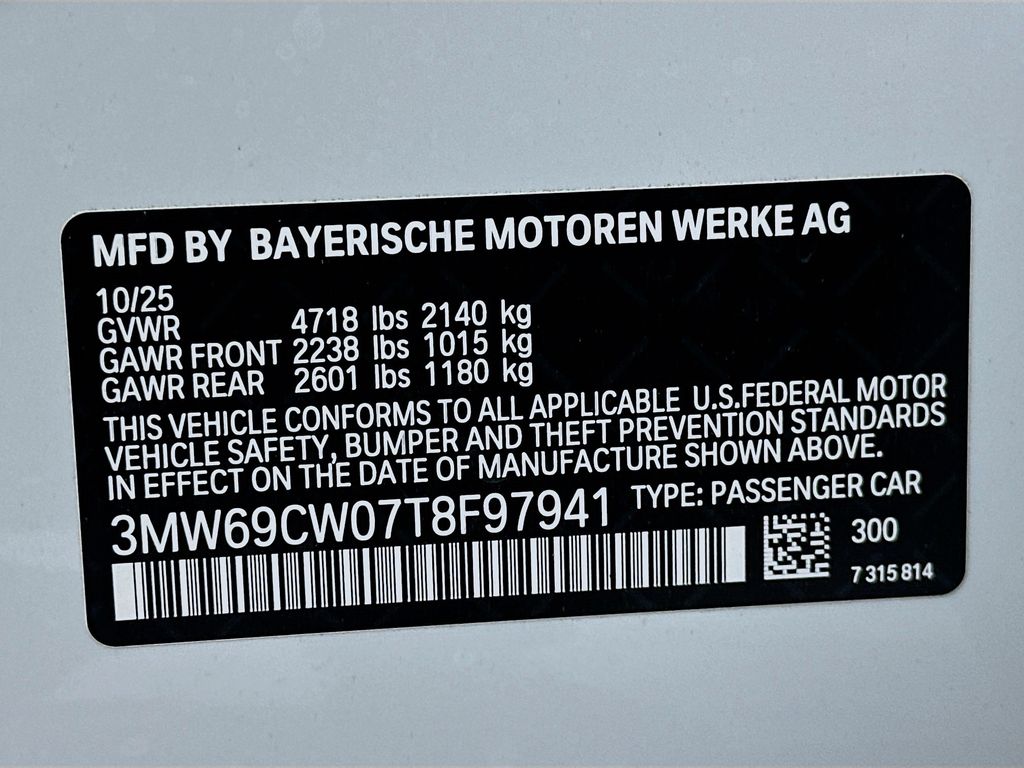 MFD BY BAYERISCHE MOTOREN WERKE AG
10/25
GVWR 4718 lbs 2140 kg
GAWR FRONT 2238 lbs 1015 kg
GAWR REAR 2601 lbs 1180 kg
THIS VEHICLE CONFORMS TO ALL APPLICABLE U.S.FEDERAL MOTOR
VEHICLE SAFETY, BUMPER AND THEFT PREVENTION STANDARDS
IN EFFECT ON THE DATE OF MANUFACTURE SHOWN ABOVE.
3MW69CW07T8F97941 TYPE: PASSENGER CAR
300
7 315 814